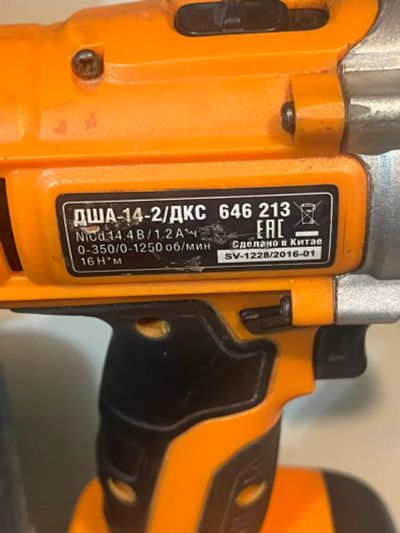 ДША-14-2/ДКС 646 213
NiCd 14,4 В / 1.2 А*ч EAC
0-350/0-1250 об/мин Сделано в Китае
16 Н*м SV-1228/2016-01